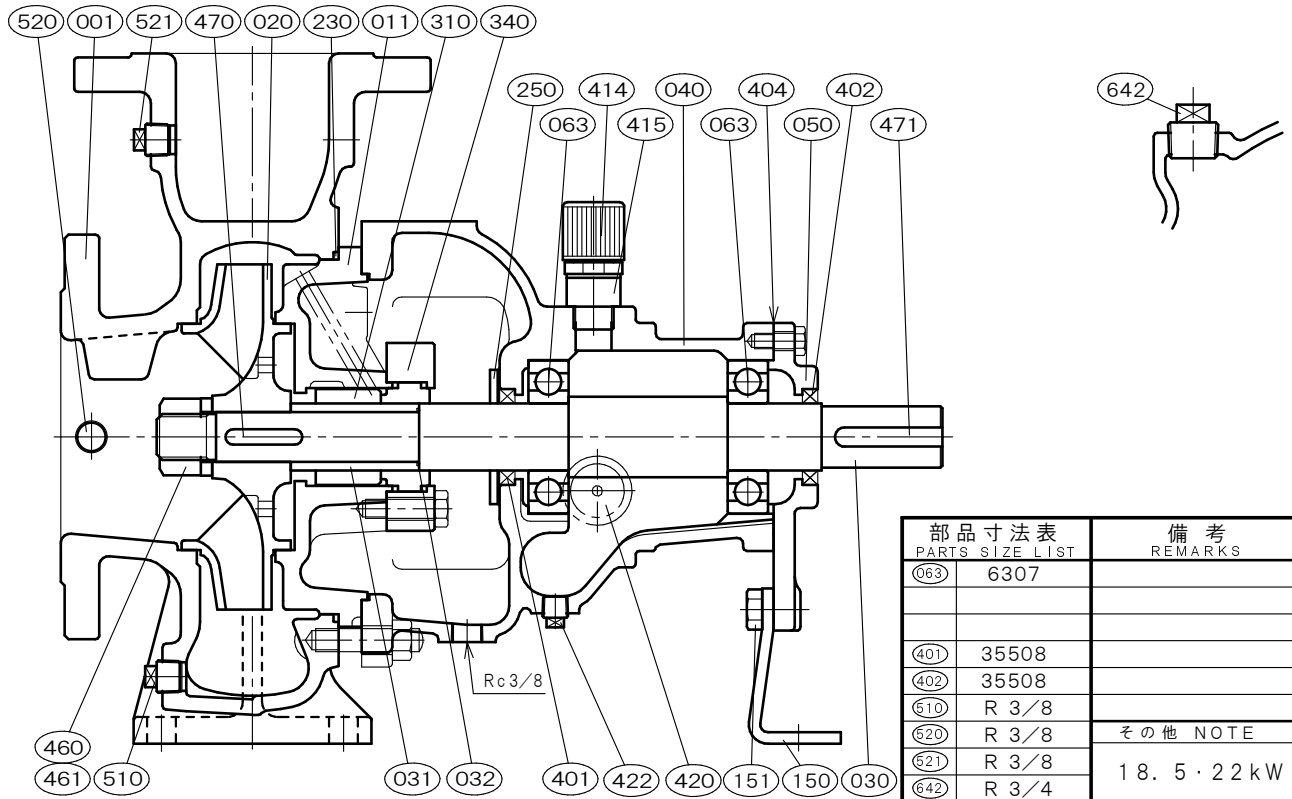 520 001 521 470 020 230 011 310 340
250 414 040 404 402 642
063 415 063 050 471
Rc3/8
460
461 510 031 032 401 422 420 151 150 030
部品寸法表 備考
PARTS SIZE LIST REMARKS
063 6307
401 35508
402 35508
510 R 3/8
520 R 3/8
その他 NOTE
521 R 3/8
18. 5・22kW
642 R 3/4